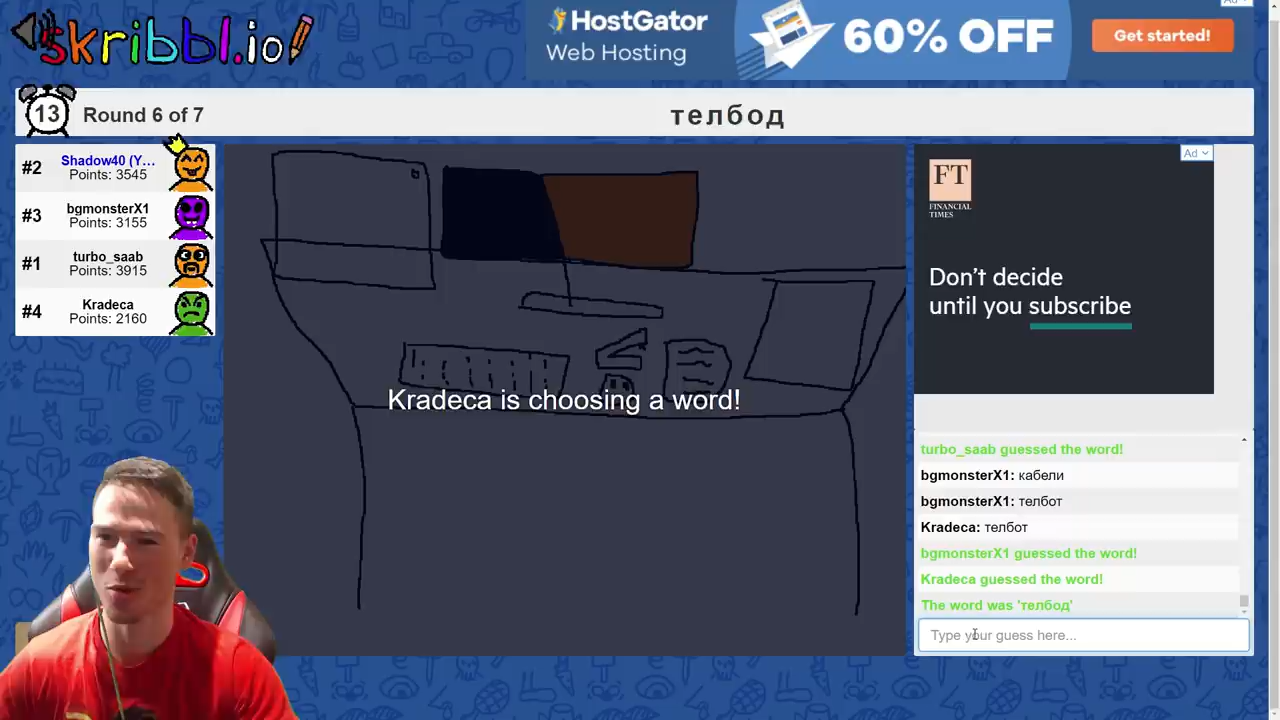 skribbl.io
HostGator
Web Hosting
60% OFF
Get started!
Ad
13
Round 6 of 7
телбод
#2
Shadow40 (Y...
Points: 3545
#3
bgmonsterX1
Points: 3155
#1
turbo_saab
Points: 3915
#4
Kradeca
Points: 2160
Kradeca is choosing a word!
Ad
FT
FINANCIAL
TIMES
Don't decide
until you subscribe
turbo_saab guessed the word!
bgmonsterX1: кабели
bgmonsterX1: телбот
Kradeca: телбот
bgmonsterX1 guessed the word!
Kradeca guessed the word!
The word was 'телбод'
Type your guess here...